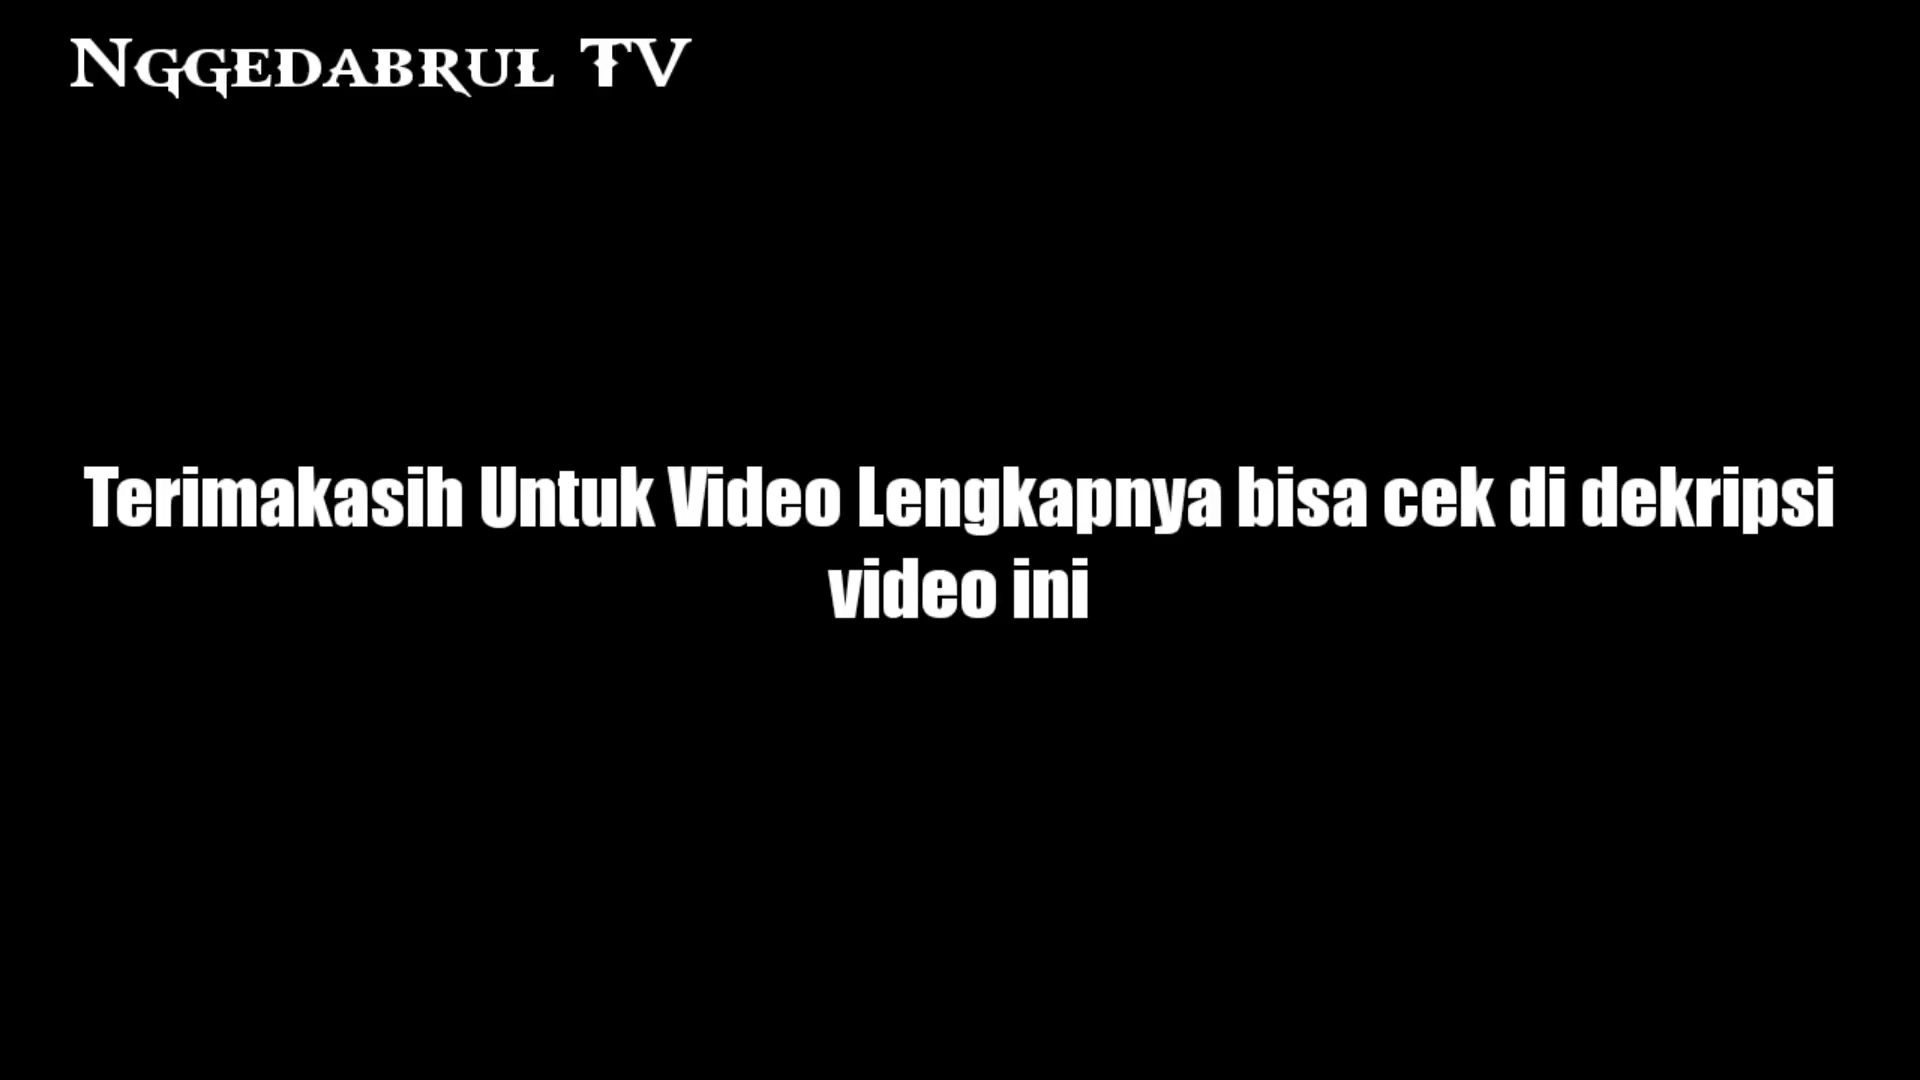 Nggedabrul TV
Terimakasih Untuk Video Lengkapnya bisa cek di dekripsi
video ini